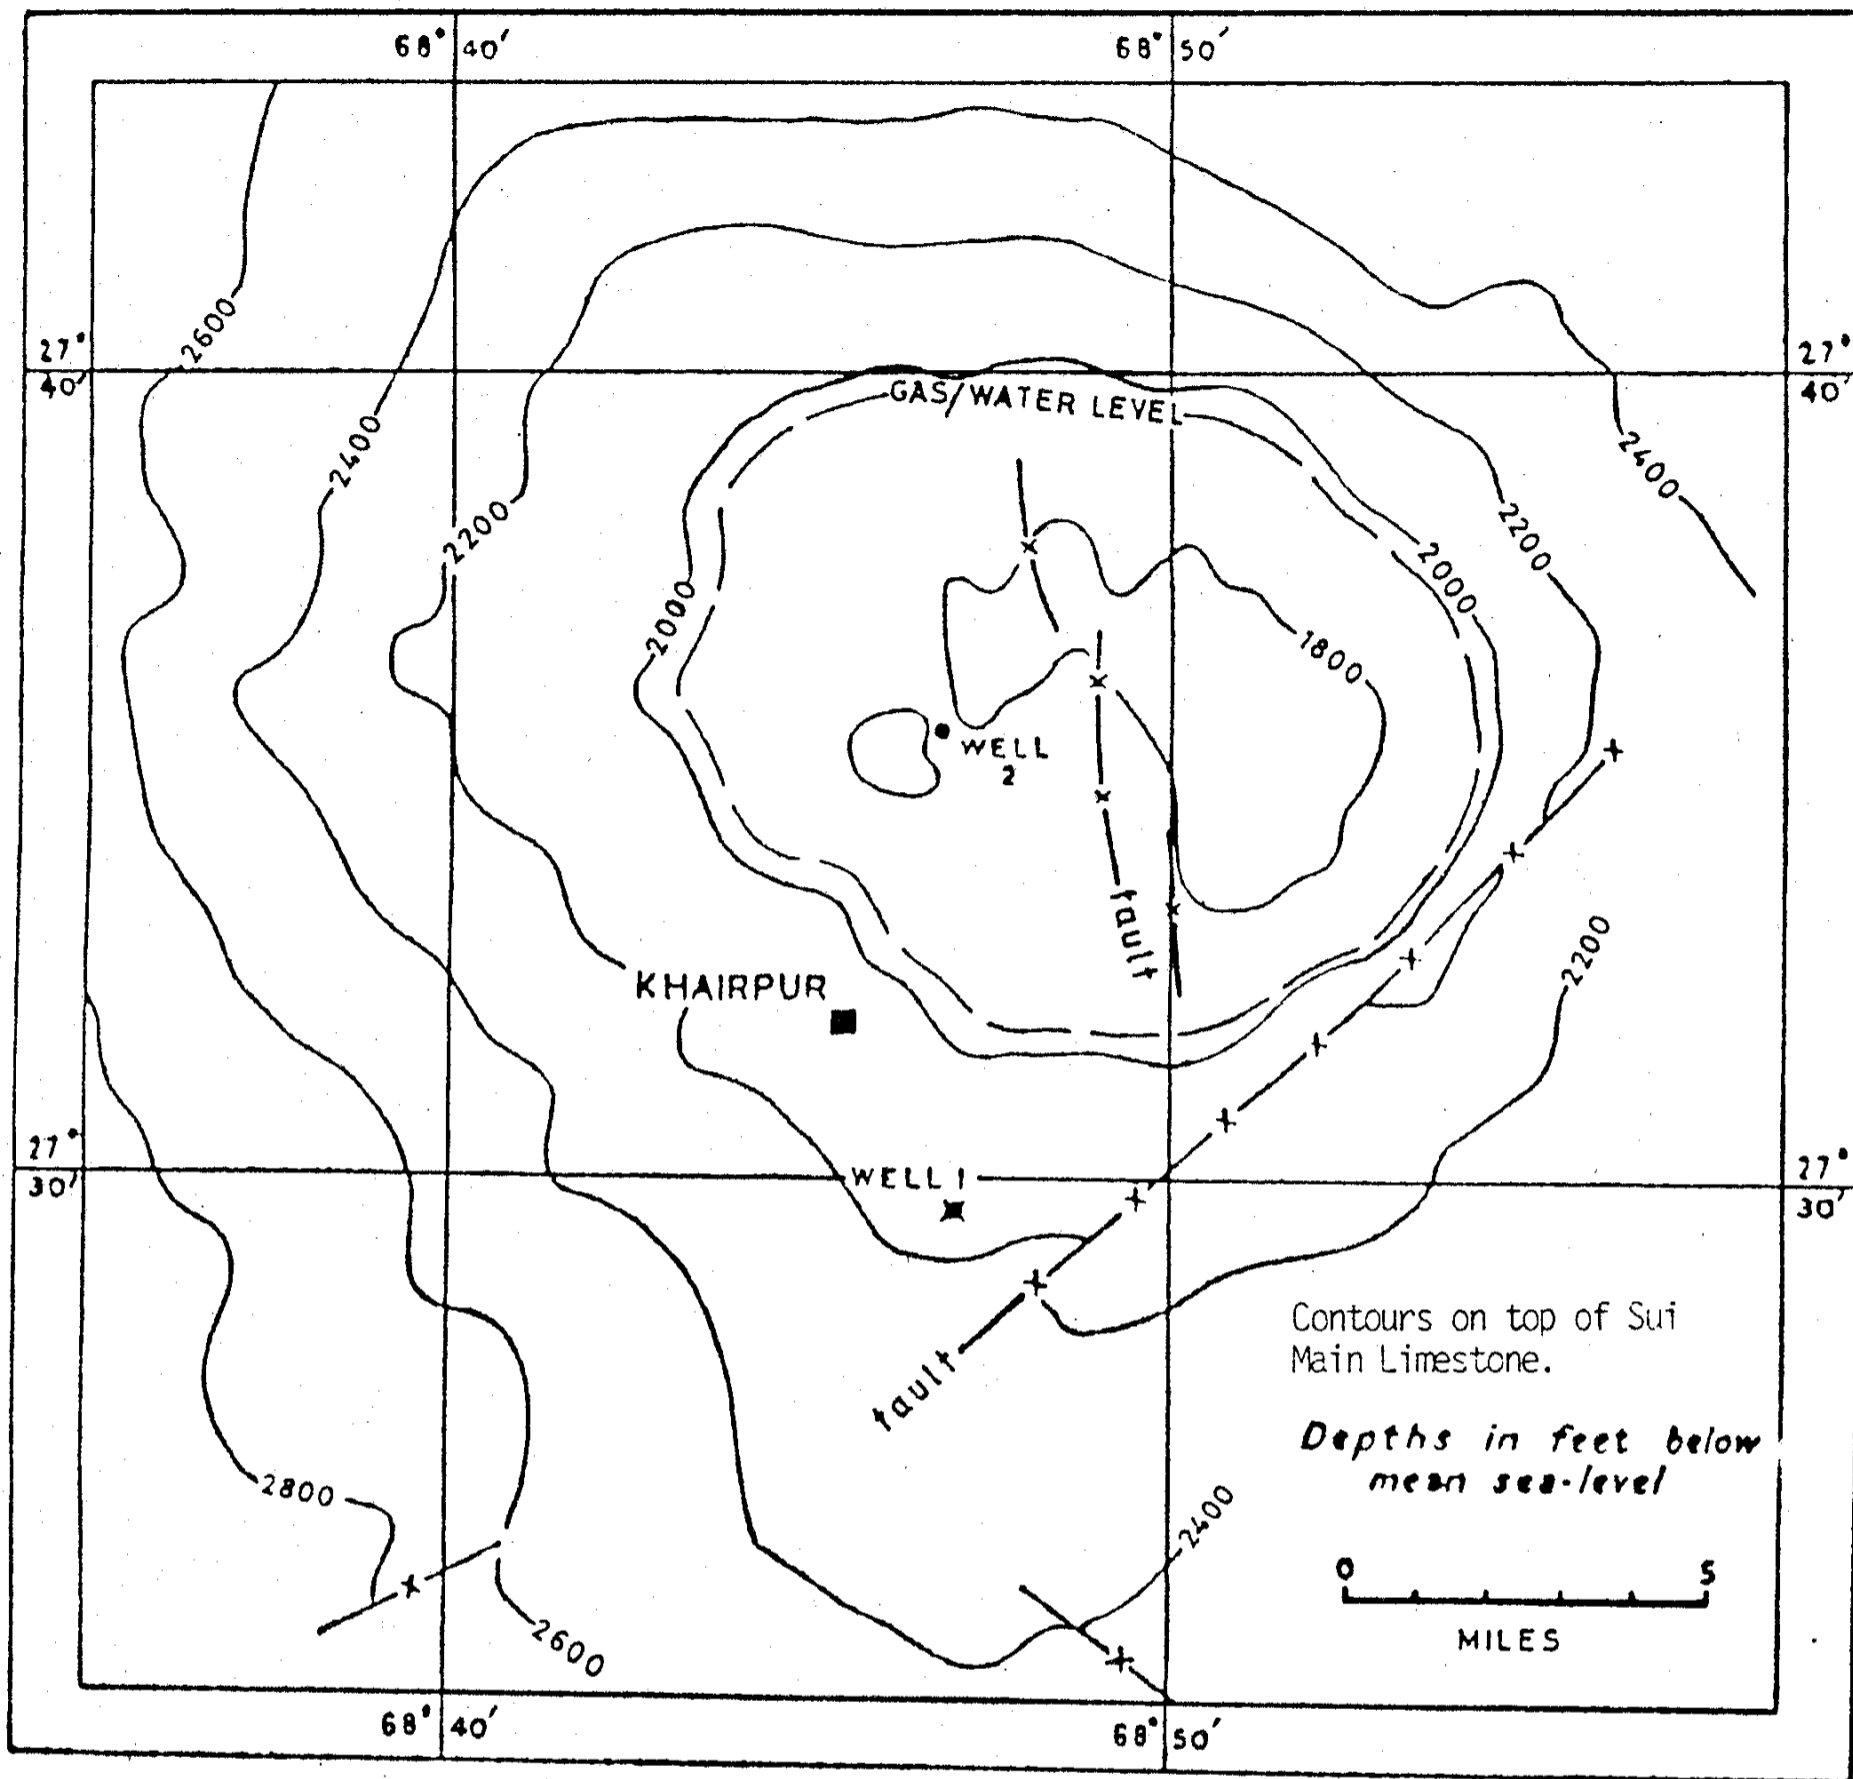 68° 40′
68° 50′
2600
27° 40′
27° 40′
GAS/WATER LEVEL
2400
2400
2200
2200
2000
2000
1800
WELL 2
fault
2200
KHAIRPUR
27° 30′
27° 30′
WELL 1
Contours on top of Sui
Main Limestone.
fault
Depths in feet below
mean sea-level
2800
2400
0 5
MILES
2600
68° 40′
68° 50′